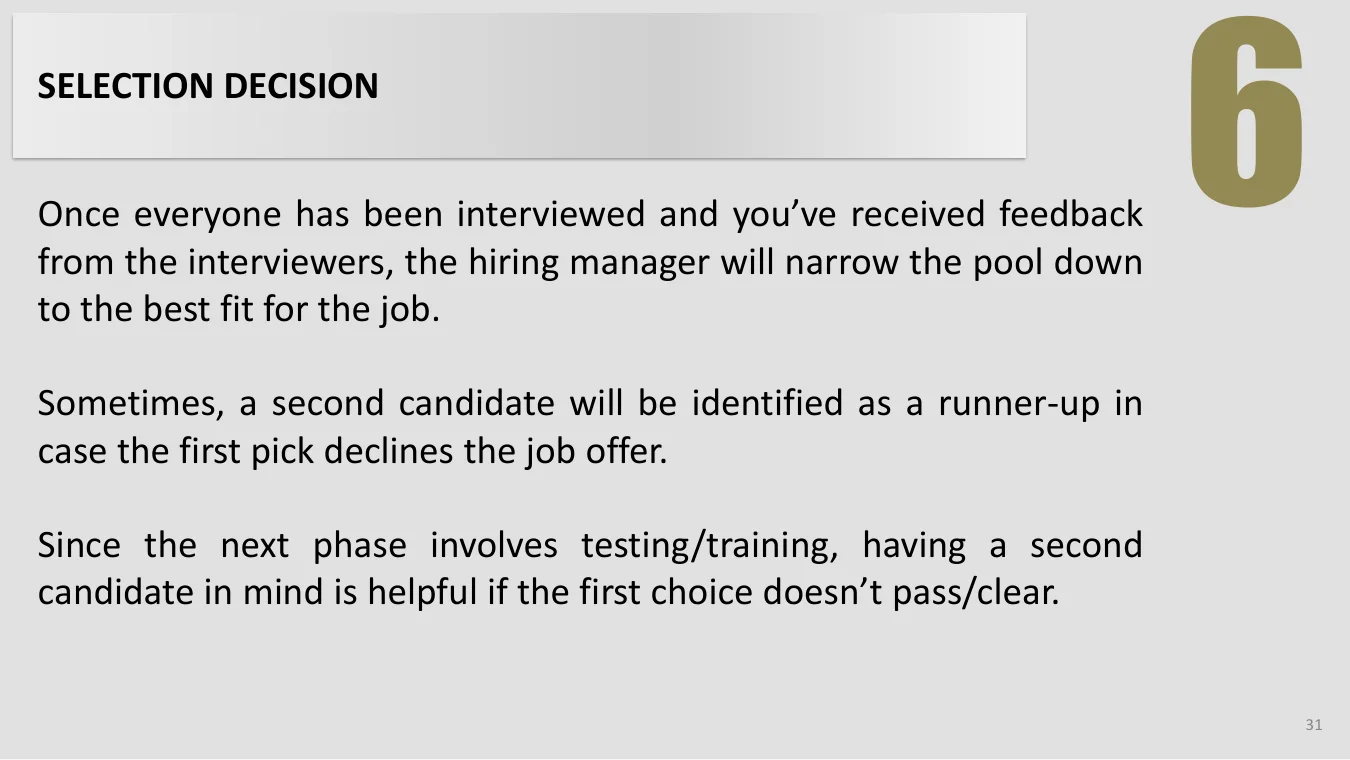 SELECTION DECISION
6
Once everyone has been interviewed and you’ve received feedback
from the interviewers, the hiring manager will narrow the pool down
to the best fit for the job.
Sometimes, a second candidate will be identified as a runner-up in
case the first pick declines the job offer.
Since the next phase involves testing/training, having a second
candidate in mind is helpful if the first choice doesn’t pass/clear.
31